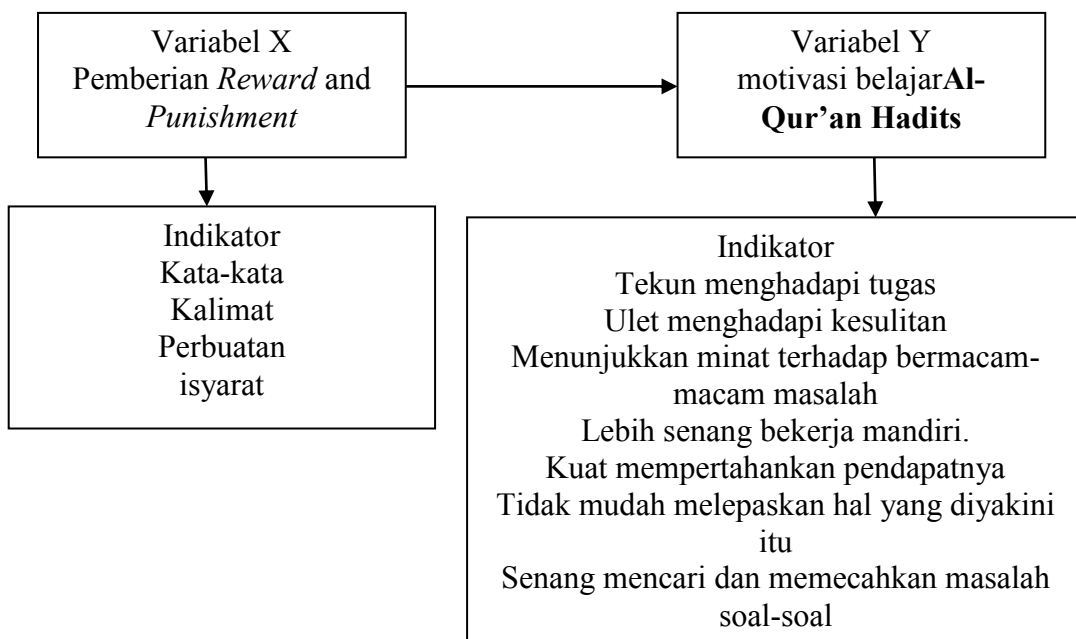 Variabel X
Pemberian Reward and
Punishment
Variabel Y
motivasi belajarAl-
Qur’an Hadits
Indikator
Kata-kata
Kalimat
Perbuatan
isyarat
Indikator
Tekun menghadapi tugas
Ulet menghadapi kesulitan
Menunjukkan minat terhadap bermacam-
macam masalah
Lebih senang bekerja mandiri.
Kuat mempertahankan pendapatnya
Tidak mudah melepaskan hal yang diyakini
itu
Senang mencari dan memecahkan masalah
soal-soal